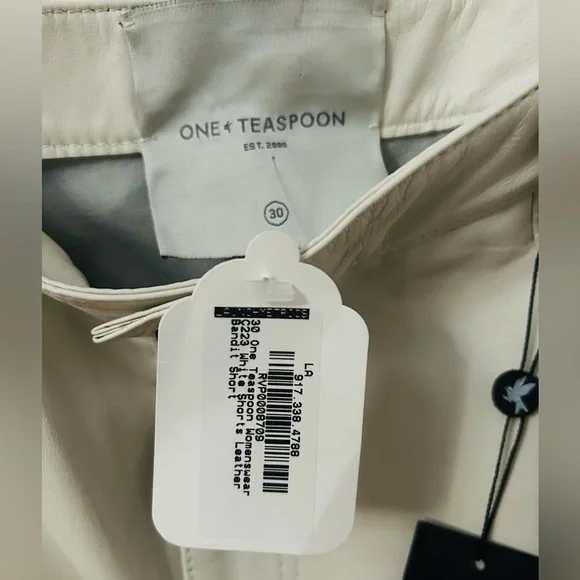 ONE TEASPOON
EST. 2000
30
LA
917.338.4788
RVP0008709
30 One Teaspoon Womenswear
C223 White Shorts Leather
Bandit Short